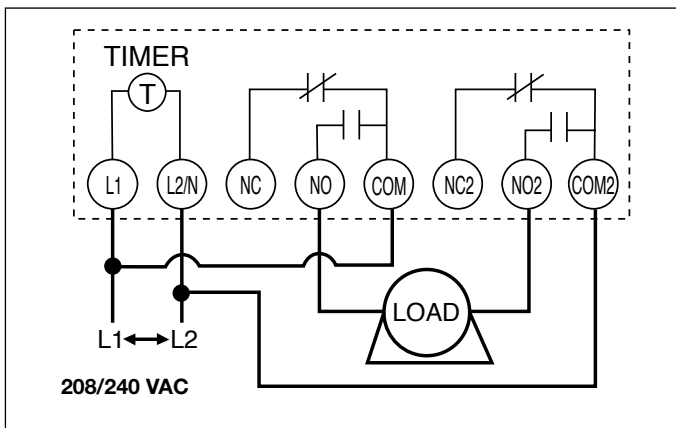 TIMER
T
L1 L2/N NC NO COM NC2 NO2 COM2
LOAD
L1 L2
208/240 VAC